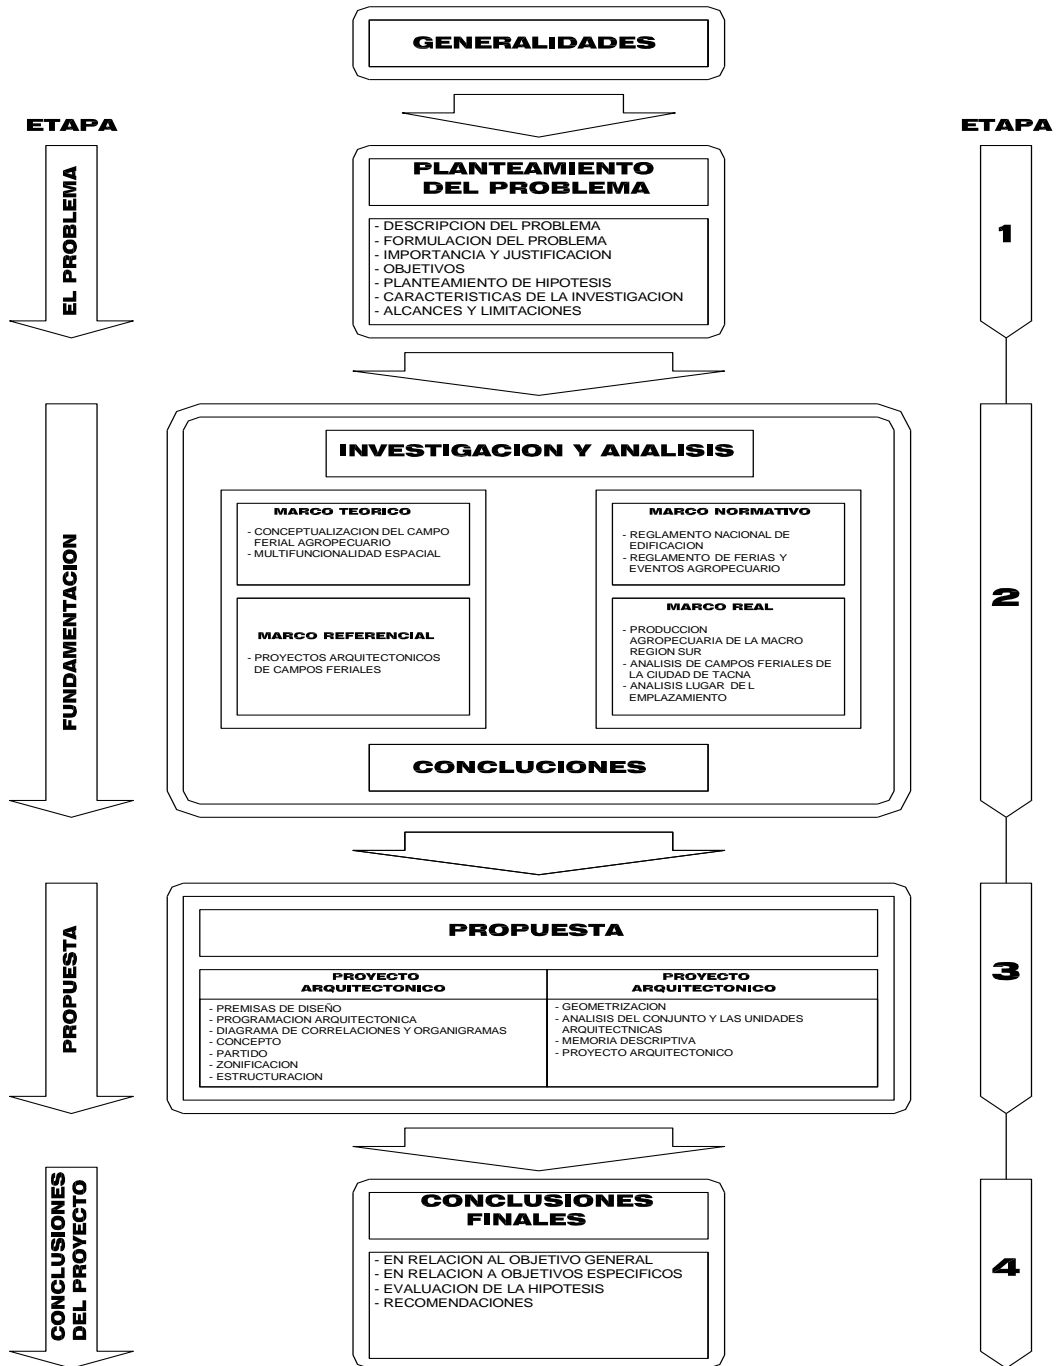 GENERALIDADES
ETAPA
ETAPA
EL PROBLEMA
PLANTEAMIENTO
DEL PROBLEMA
- DESCRIPCION DEL PROBLEMA
- FORMULACION DEL PROBLEMA
- IMPORTANCIA Y JUSTIFICACION
- OBJETIVOS
- PLANTEAMIENTO DE HIPOTESIS
- CARACTERISTICAS DE LA INVESTIGACION
- ALCANCES Y LIMITACIONES
1
FUNDAMENTACION
INVESTIGACION Y ANALISIS
MARCO TEORICO
- CONCEPTUALIZACION DEL CAMPO
FERIAL AGROPECUARIO
- MULTIFUNCIONALIDAD ESPACIAL
MARCO REFERENCIAL
- PROYECTOS ARQUITECTONICOS
DE CAMPOS FERIALES
MARCO NORMATIVO
- REGLAMENTO NACIONAL DE
EDIFICACION
- REGLAMENTO DE FERIAS Y
EVENTOS AGROPECUARIO
MARCO REAL
- PRODUCCION
AGROPECUARIA DE LA MACRO
REGION SUR
- ANALISIS DE CAMPOS FERIALES DE
LA CIUDAD DE TACNA
- ANALISIS LUGAR DE L
EMPLAZAMIENTO
CONCLUCIONES
2
PROPUESTA
PROPUESTA
PROYECTO
ARQUITECTONICO
- PREMISAS DE DISEÑO
- PROGRAMACION ARQUITECTONICA
- DIAGRAMA DE CORRELACIONES Y ORGANIGRAMAS
- CONCEPTO
- PARTIDO
- ZONIFICACION
- ESTRUCTURACION
PROYECTO
ARQUITECTONICO
- GEOMETRIZACION
- ANALISIS DEL CONJUNTO Y LAS UNIDADES
ARQUITECTNICAS
- MEMORIA DESCRIPTIVA
- PROYECTO ARQUITECTONICO
3
CONCLUSIONES
DEL PROYECTO
CONCLUSIONES
FINALES
- EN RELACION AL OBJETIVO GENERAL
- EN RELACION A OBJETIVOS ESPECIFICOS
- EVALUACION DE LA HIPOTESIS
- RECOMENDACIONES
4